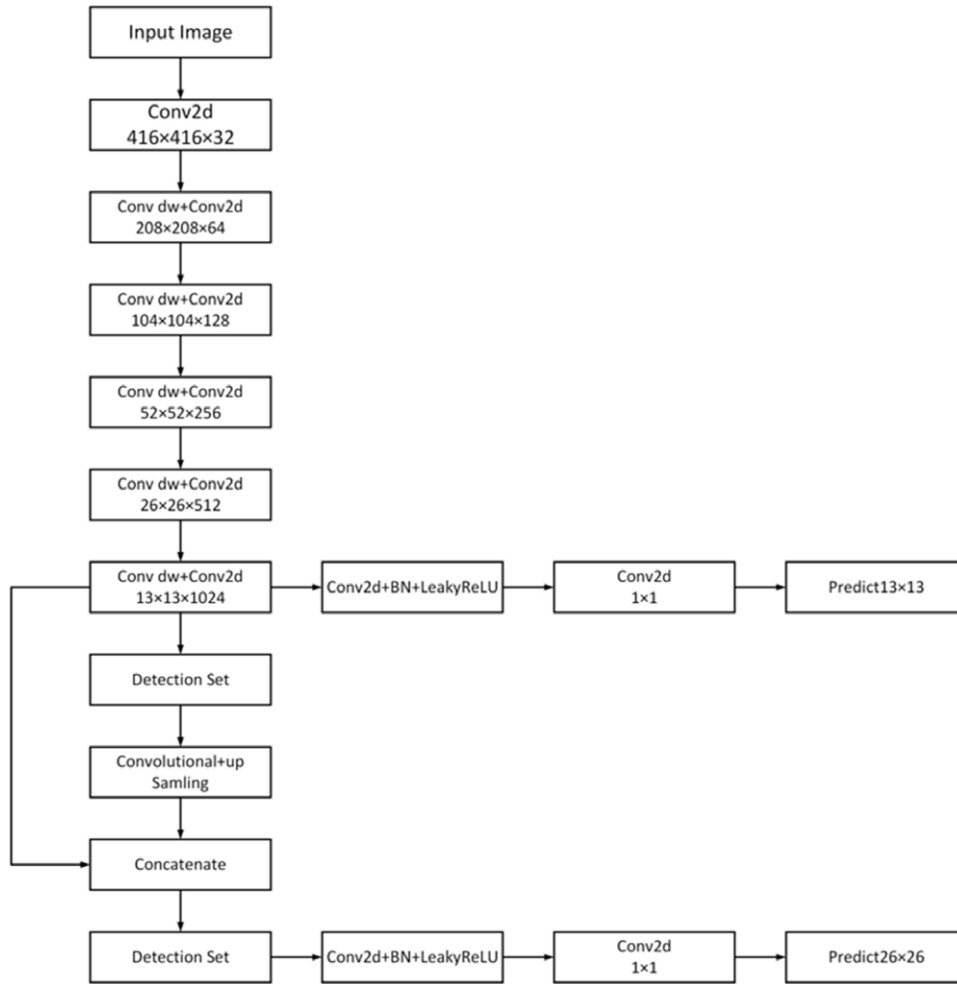 Input Image
Conv2d
416×416×32
Conv dw+Conv2d
208×208×64
Conv dw+Conv2d
104×104×128
Conv dw+Conv2d
52×52×256
Conv dw+Conv2d
26×26×512
Conv dw+Conv2d
13×13×1024
Conv2d+BN+LeakyReLU
Conv2d
1×1
Predict13×13
Detection Set
Convolutional+up
Samling
Concatenate
Detection Set
Conv2d+BN+LeakyReLU
Conv2d
1×1
Predict26×26